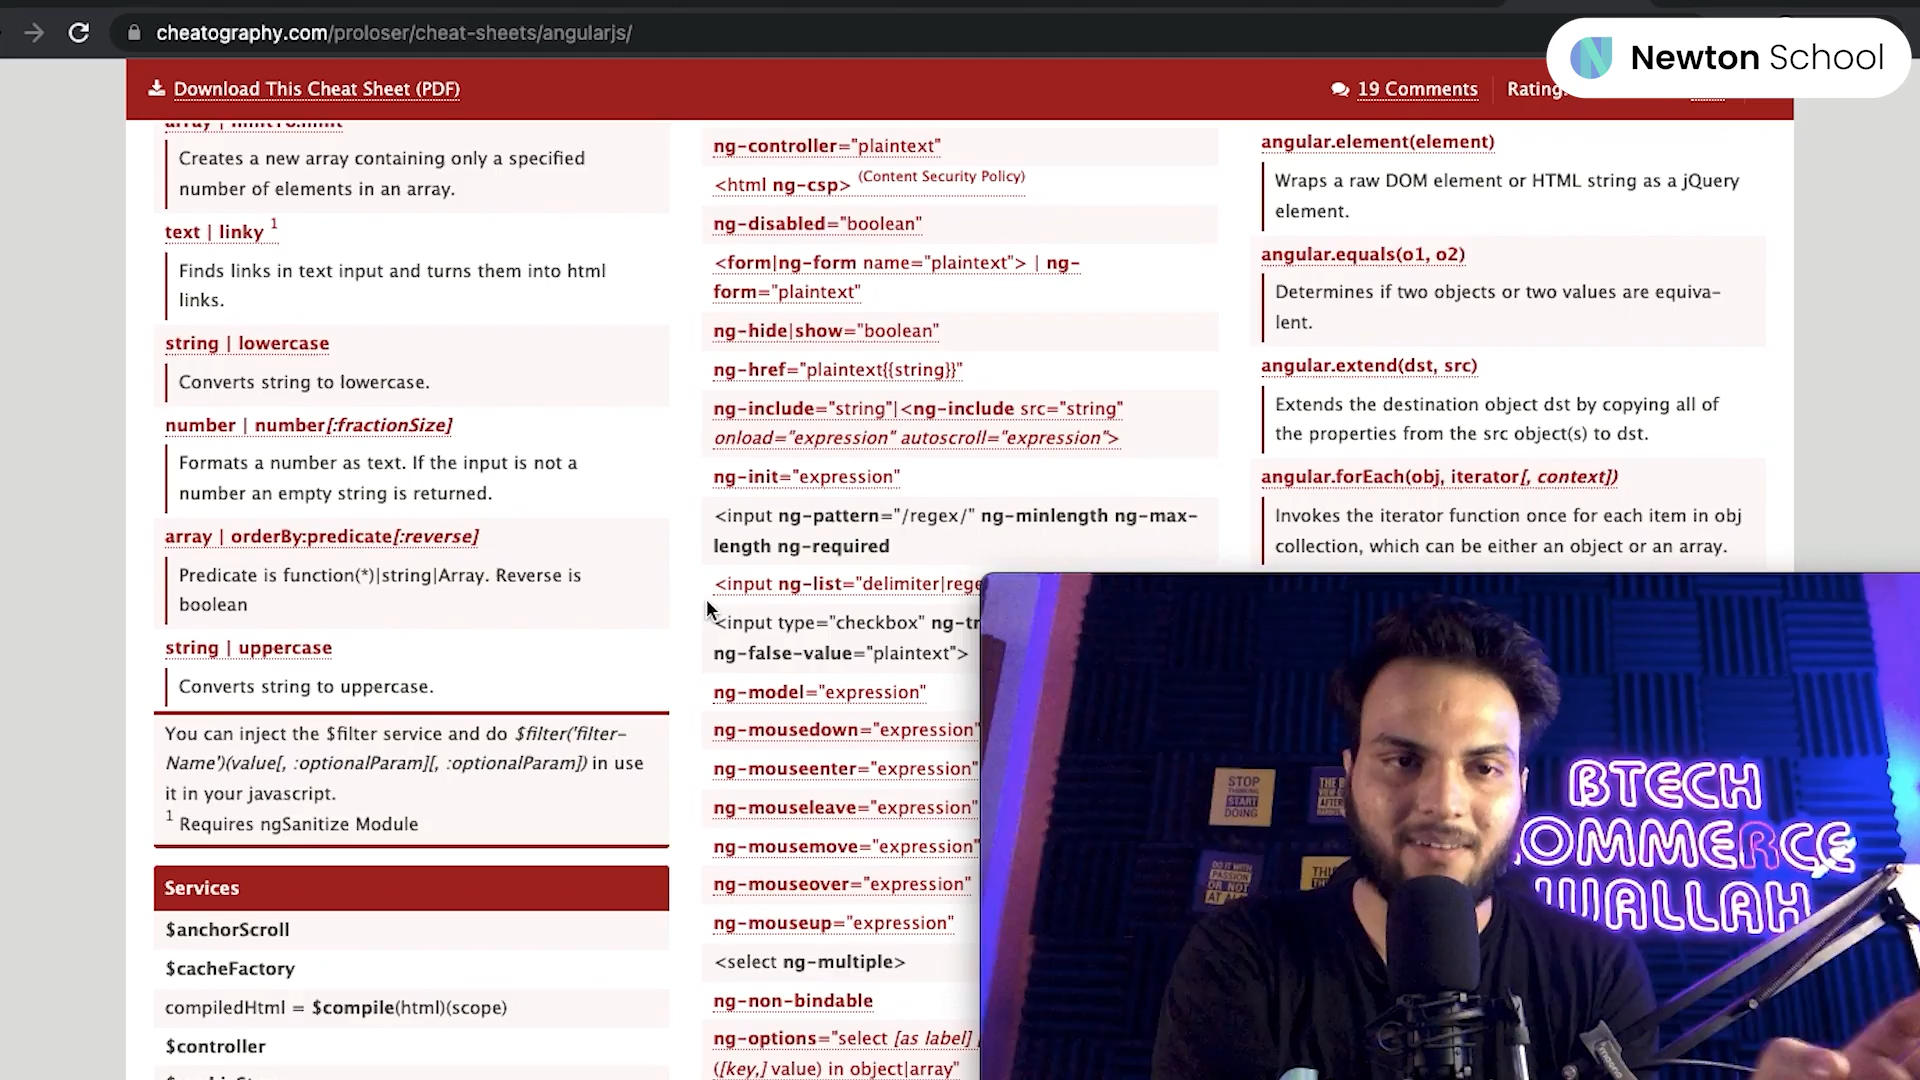 cheatography.com/proloser/cheat-sheets/angularjs/
Newton School
Download This Cheat Sheet (PDF)
19 Comments
Rating:
array | limitTo:limit
Creates a new array containing only a specified
number of elements in an array.
text | linky 1
Finds links in text input and turns them into html
links.
string | lowercase
Converts string to lowercase.
number | number[:fractionSize]
Formats a number as text. If the input is not a
number an empty string is returned.
array | orderBy:predicate[:reverse]
Predicate is function(*)|string|Array. Reverse is
boolean
string | uppercase
Converts string to uppercase.
You can inject the $filter service and do $filter('filter-
Name')(value[, :optionalParam][, :optionalParam]) in use
it in your javascript.
1 Requires ngSanitize Module
Services
$anchorScroll
$cacheFactory
compiledHtml = $compile(html)(scope)
$controller
ng-controller="plaintext"
<html ng-csp> (Content Security Policy)
ng-disabled="boolean"
<form|ng-form name="plaintext"> | ng-
form="plaintext"
ng-hide|show="boolean"
ng-href="plaintext{{string}}"
ng-include="string"|<ng-include src="string"
onload="expression" autoscroll="expression">
ng-init="expression"
<input ng-pattern="/regex/" ng-minlength ng-max-
length ng-required
<input ng-list="delimiter|rege
<input type="checkbox" ng-tr
ng-false-value="plaintext">
ng-model="expression"
ng-mousedown="expression"
ng-mouseenter="expression"
ng-mouseleave="expression"
ng-mousemove="expression"
ng-mouseover="expression"
ng-mouseup="expression"
<select ng-multiple>
ng-non-bindable
ng-options="select [as label]
([key,] value) in object|array"
angular.element(element)
Wraps a raw DOM element or HTML string as a jQuery
element.
angular.equals(o1, o2)
Determines if two objects or two values are equiva-
lent.
angular.extend(dst, src)
Extends the destination object dst by copying all of
the properties from the src object(s) to dst.
angular.forEach(obj, iterator[, context])
Invokes the iterator function once for each item in obj
collection, which can be either an object or an array.
STOP
THINKING
START
DOING
DO IT WITH
PASSION
OR NOT
AT ALL
BTECH
COMMERCE
WALLAH